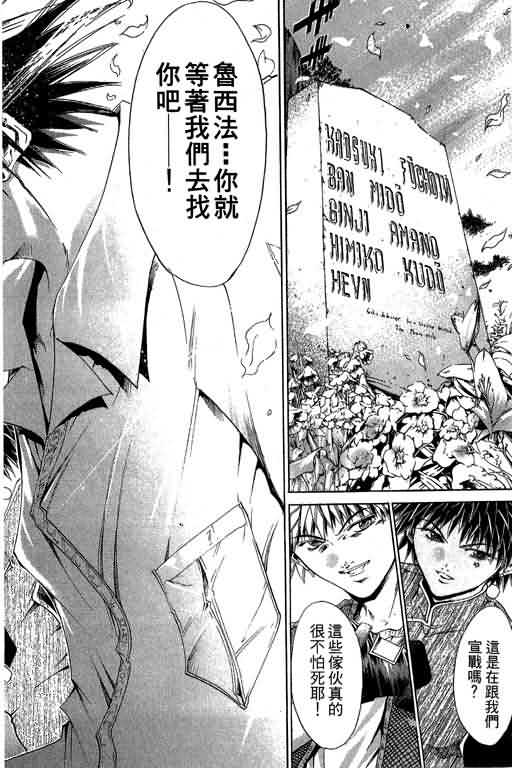 KADSUKI FÛCHOIN
BAN MIDŌ
GINJI AMANO
HIMIKO KUDŌ
HEVN
這是在跟我們
宣戰嗎？
這些傢伙真的
很不怕死耶！
魯西法…你就
等著我們去找
你吧——！